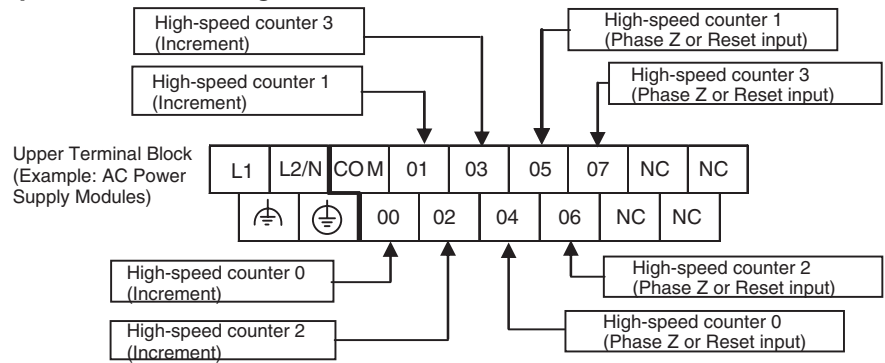 High-speed counter 3
(Increment)
High-speed counter 1
(Phase Z or Reset input)
High-speed counter 1
(Increment)
High-speed counter 3
(Phase Z or Reset input)
Upper Terminal Block
(Example: AC Power
Supply Modules)
L1 L2/N COM 01 03 05 07 NC NC
00 02 04 06 NC NC
High-speed counter 0
(Increment)
High-speed counter 2
(Phase Z or Reset input)
High-speed counter 2
(Increment)
High-speed counter 0
(Phase Z or Reset input)